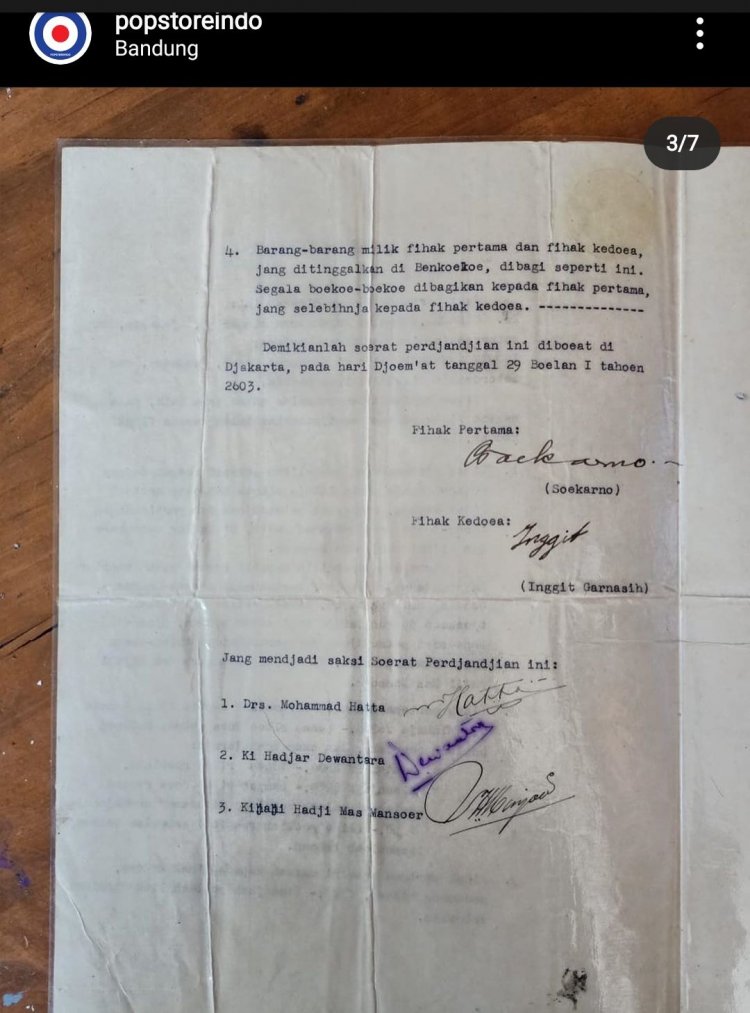 popstoreindo
Bandung
3/7
4. Barang-barang milik fihak pertama dan fihak kedoea,
jang ditinggalkan di Benkoekoe, dibagi seperti ini.
Segala boekoe-boekoe dibagikan kepada fihak pertama,
jang selebihnja kepada fihak kedoea. --------------
Demikianlah soerat perdjandjian ini diboeat di
Djakarta, pada hari Djoem'at tanggal 29 Boelan I tahoen
2603.
Fihak Pertama:
Soekarno
(Soekarno)
Fihak Kedoea:
Inggit
(Inggit Garnasih)
Jang mendjadi saksi Soerat Perdjandjian ini:
1. Drs. Mohammad Hatta Hatta
2. Ki Hadjar Dewantara Dewantara
3. Kihahi Hadji Mas Mansoer